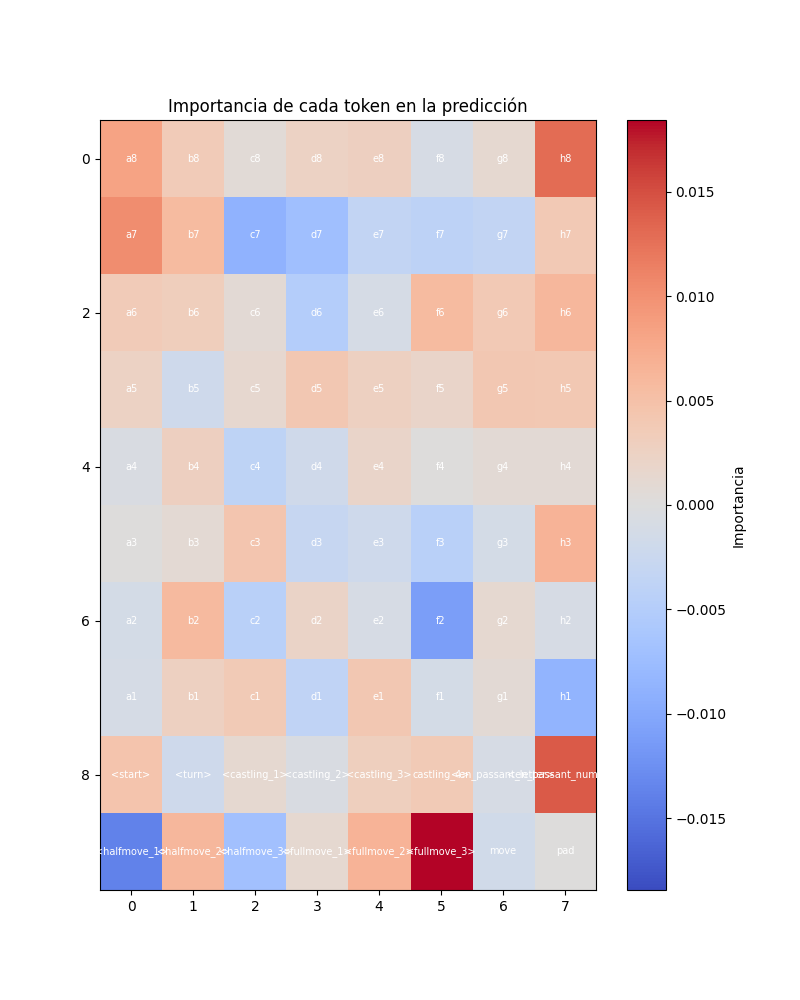 Importancia de cada token en la predicción
0 a8 b8 c8 d8 e8 f8 g8 h8 0.015
a7 b7 c7 d7 e7 f7 g7 h7 0.010
2 a6 b6 c6 d6 e6 f6 g6 h6
a5 b5 c5 d5 e5 f5 g5 h5 0.005
4 a4 b4 c4 d4 e4 f4 g4 h4 0.000
Importancia
a3 b3 c3 d3 e3 f3 g3 h3
6 a2 b2 c2 d2 e2 f2 g2 h2 −0.005
a1 b1 c1 d1 e1 f1 g1 h1 −0.010
8 <start> <turn> <castling_1> <castling_2> <castling_3>
<halfmove_1> <halfmove_2> <halfmove_3> <fullmove_1> <fullmove_2> <fullmove_3> move pad −0.015
0 1 2 3 4 5 6 7